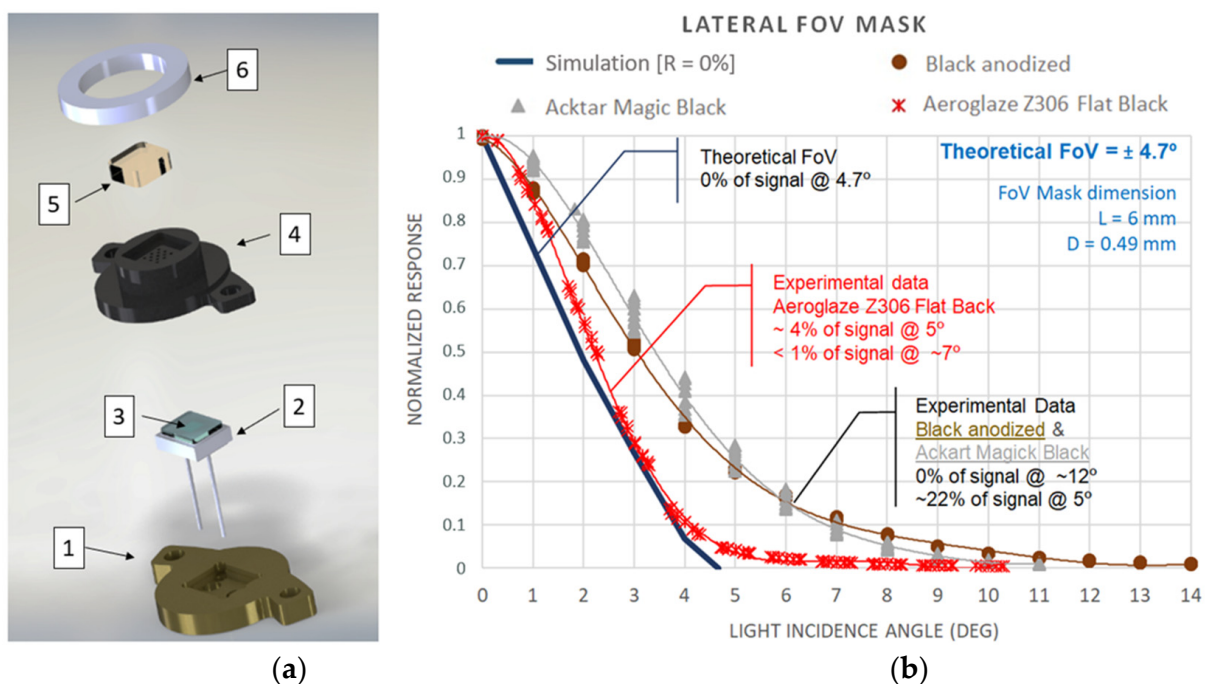 6
5
4
3
2
1
(a)
LATERAL FOV MASK
Simulation [R = 0%]
Black anodized
Acktar Magic Black
Aeroglaze Z306 Flat Black
NORMALIZED RESPONSE
1
0.9
0.8
0.7
0.6
0.5
0.4
0.3
0.2
0.1
0
Theoretical FoV
0% of signal @ 4.7º
Theoretical FoV = ± 4.7º
FoV Mask dimension
L = 6 mm
D = 0.49 mm
Experimental data
Aeroglaze Z306 Flat Back
~ 4% of signal @ 5º
< 1% of signal @ ~7º
Experimental Data
Black anodized &
Ackart Magick Black
0% of signal @ ~12º
~22% of signal @ 5º
0 1 2 3 4 5 6 7 8 9 10 11 12 13 14
LIGHT INCIDENCE ANGLE (DEG)
(b)